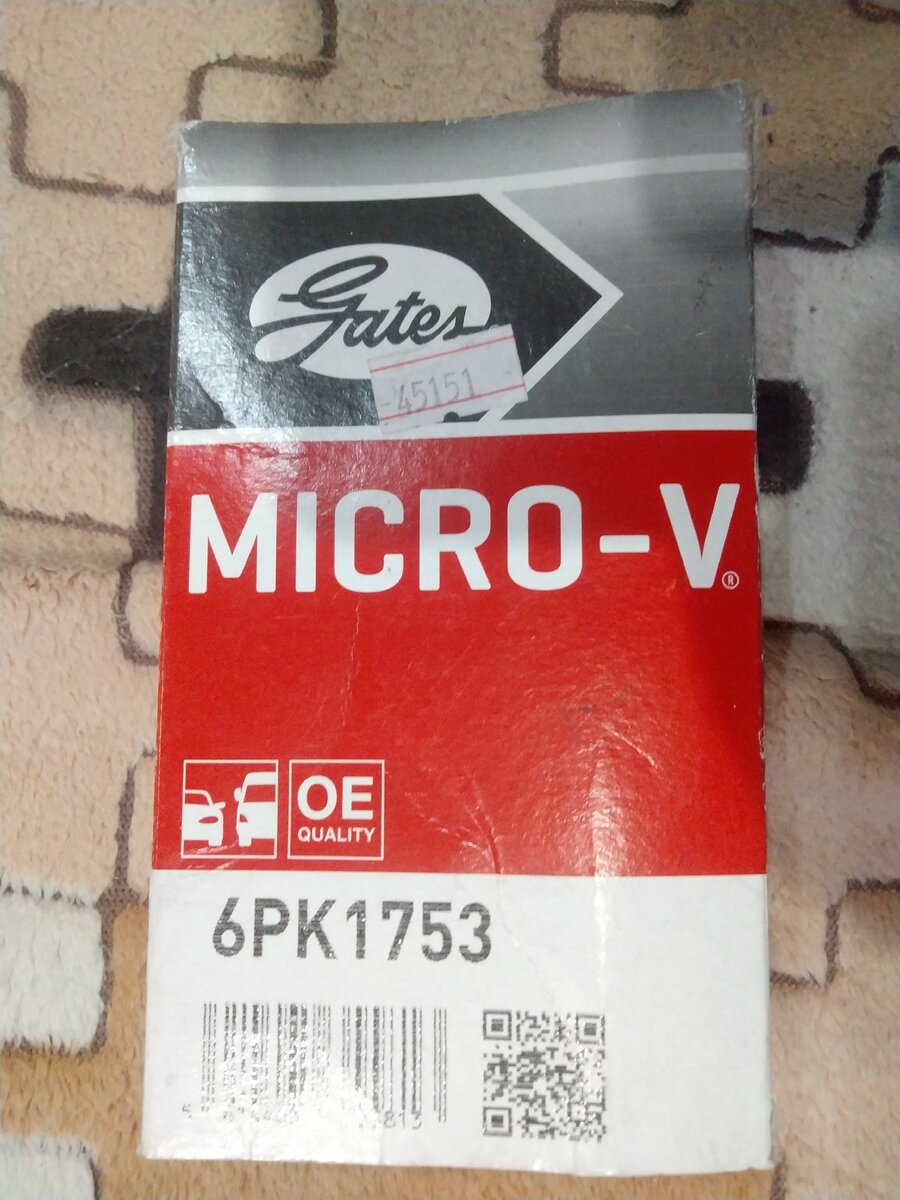 Gates
45151
MICRO-V®
OE
QUALITY
6PK1753